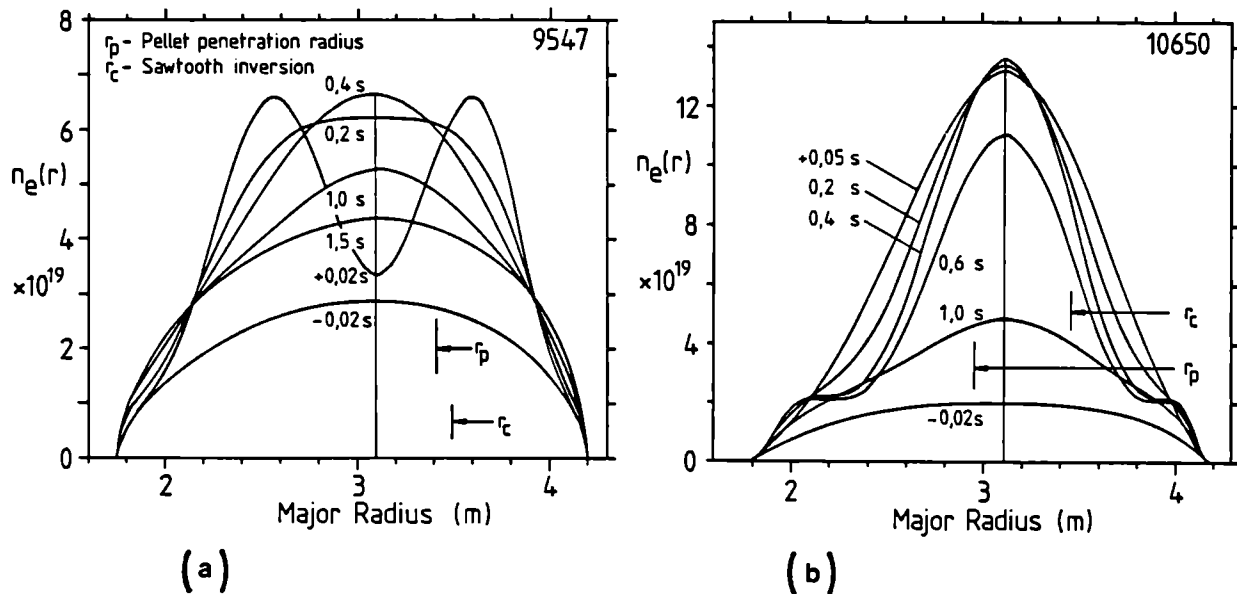 8
6
4
2
0
n_e(r)
×10^19
r_p - Pellet penetration radius
r_c - Sawtooth inversion
9547
0,4 s
0,2 s
1,0 s
1,5 s
+0,02 s
-0,02 s
r_p
r_c
2
3
4
Major Radius (m)
(a)
12
8
4
0
n_e(r)
×10^19
10650
+0,05 s
0,2 s
0,4 s
0,6 s
1,0 s
-0,02 s
r_c
r_p
2
3
4
Major Radius (m)
(b)